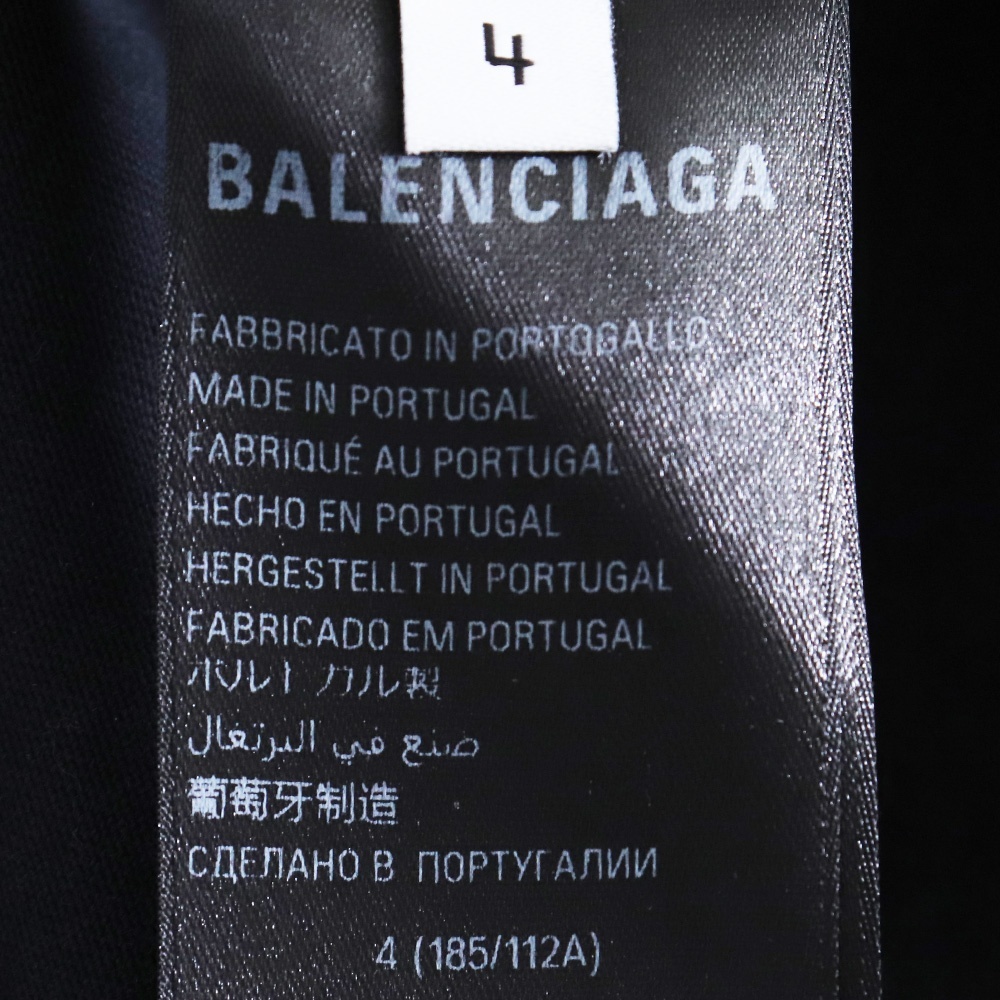 4
BALENCIAGA
FABBRICATO IN PORTOGALLO
MADE IN PORTUGAL
FABRIQUÉ AU PORTUGAL
HECHO EN PORTUGAL
HERGESTELLT IN PORTUGAL
FABRICADO EM PORTUGAL
ポルトガル製
صنع في البرتغال
葡萄牙制造
СДЕЛАНО В ПОРТУГАЛИИ
4 (185/112A)